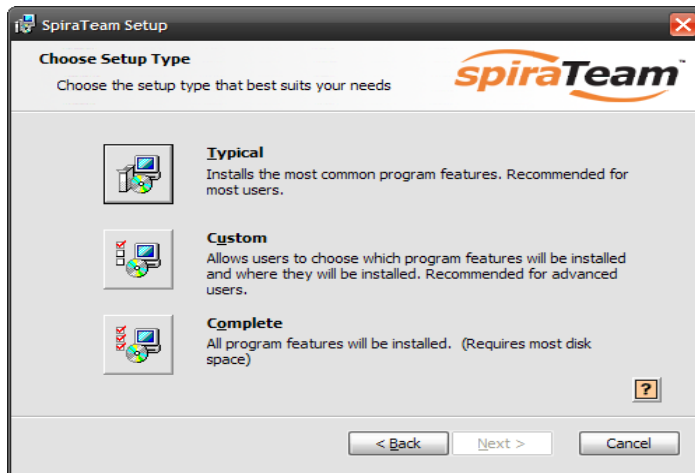 SpiraTeam Setup
Choose Setup Type
Choose the setup type that best suits your needs
spiraTeam™
Typical
Installs the most common program features. Recommended for
most users.
Custom
Allows users to choose which program features will be installed
and where they will be installed. Recommended for advanced
users.
Complete
All program features will be installed. (Requires most disk
space)
?
< Back
Next >
Cancel